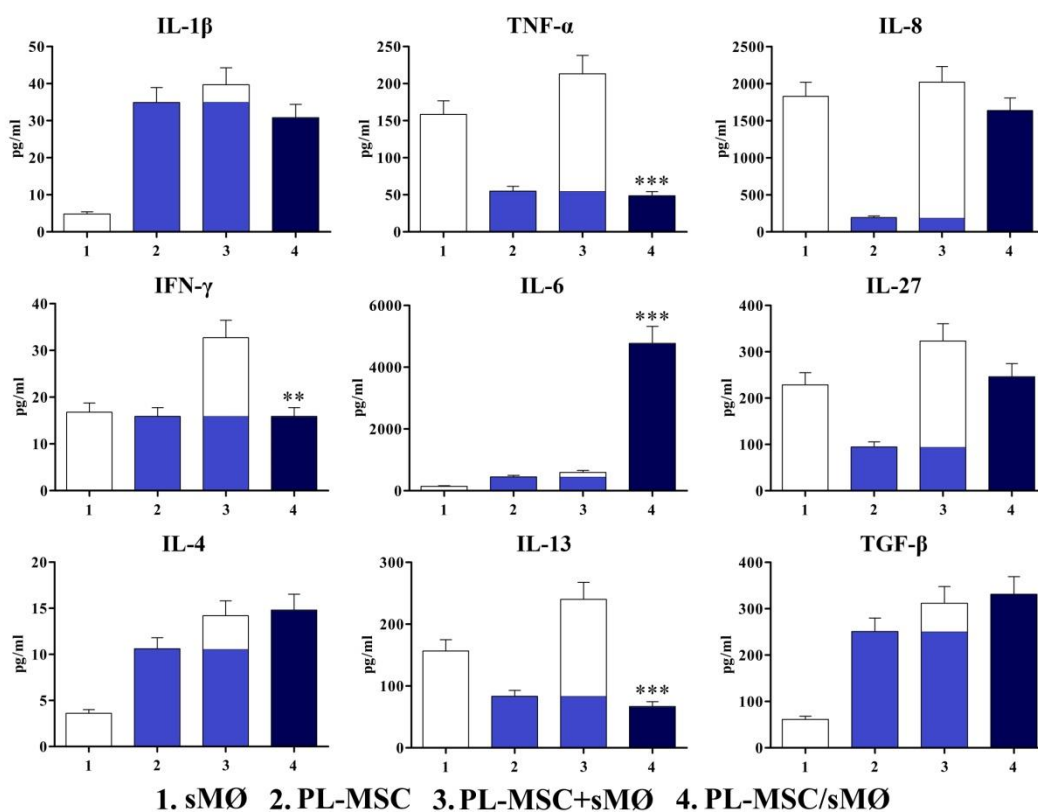 IL-1β TNF-α IL-8
50 250 2500
40 200 2000
30 150 1500
20 100 1000
10 50 500
0 0 0
pg/ml pg/ml pg/ml
***
1 2 3 4 1 2 3 4 1 2 3 4
IFN-γ IL-6 IL-27
40 6000 400
30 4000 300
20 2000 200
10 0 100
0 0
pg/ml pg/ml pg/ml
** ***
1 2 3 4 1 2 3 4 1 2 3 4
IL-4 IL-13 TGF-β
20 300 400
15 200 300
10 100 200
5 0 100
0 0
pg/ml pg/ml pg/ml
***
1 2 3 4 1 2 3 4 1 2 3 4
1. sMØ 2. PL-MSC 3. PL-MSC+sMØ 4. PL-MSC/sMØ